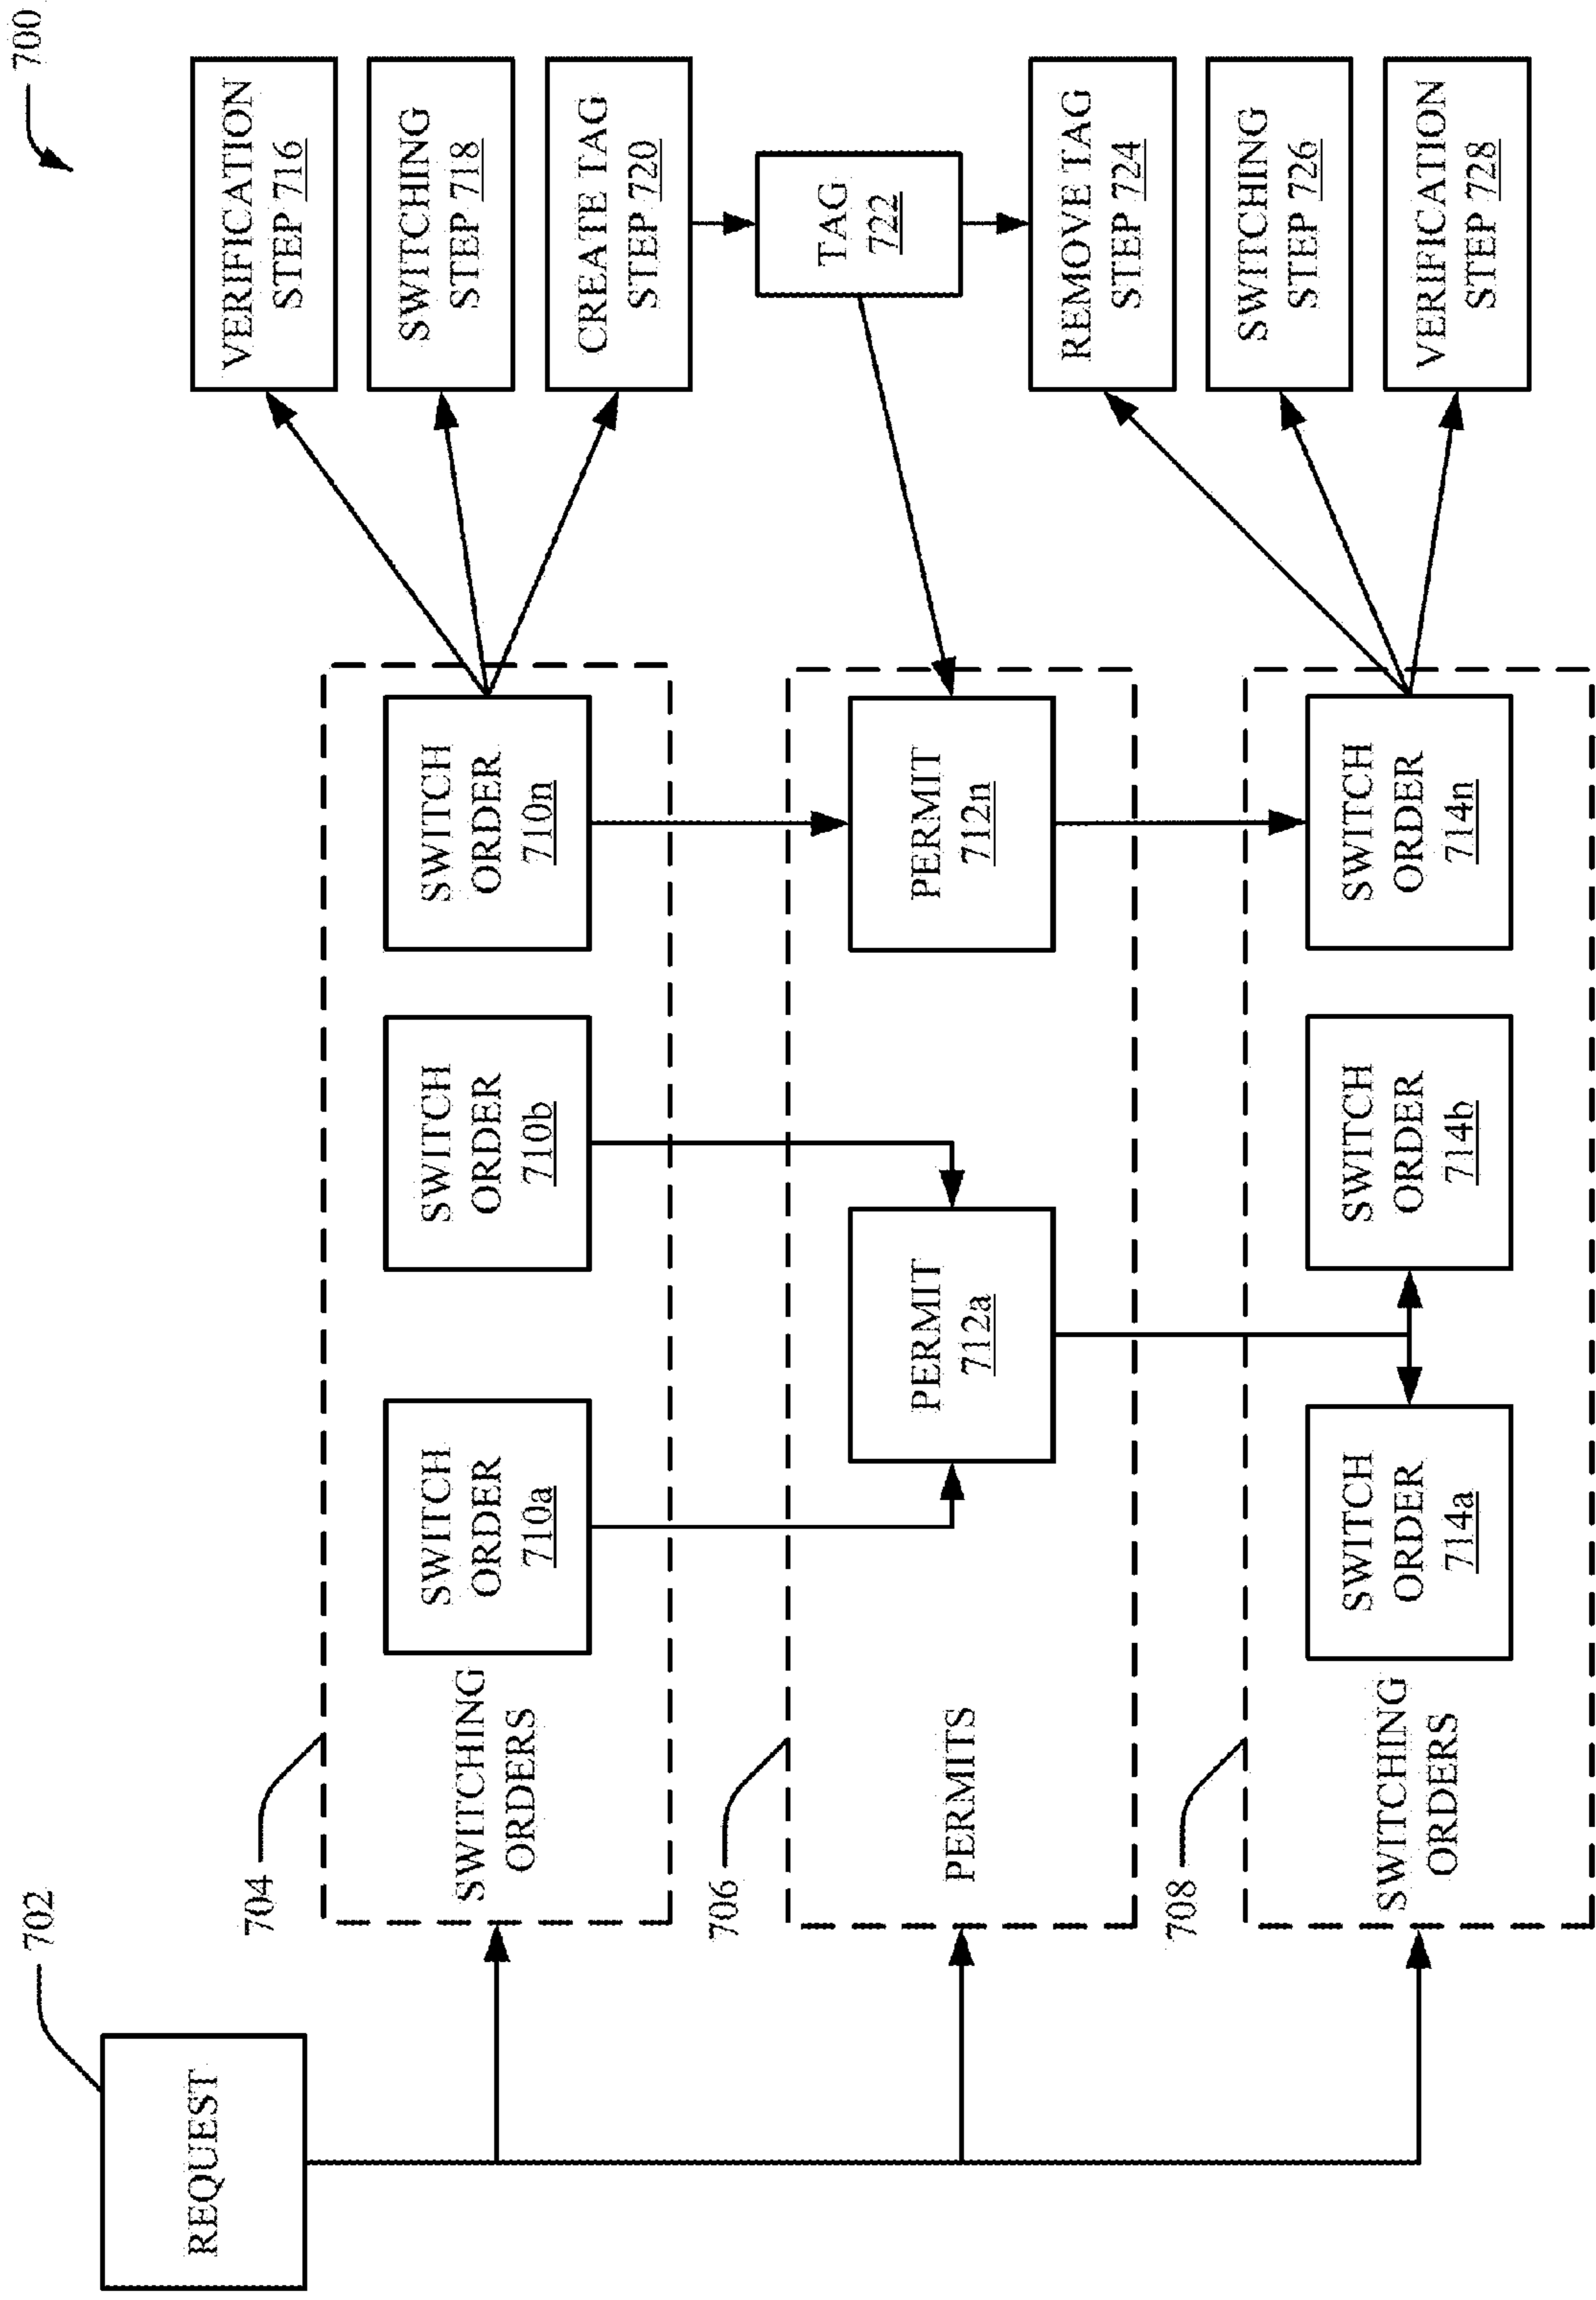 700
702
REQUEST
704
SWITCHING
ORDERS
SWITCH
ORDER
710a
SWITCH
ORDER
710b
SWITCH
ORDER
710n
VERIFICATION
STEP 716
SWITCHING
STEP 718
CREATE TAG
STEP 720
706
PERMITS
PERMIT
712a
PERMIT
712n
TAG
722
708
SWITCHING
ORDERS
SWITCH
ORDER
714a
SWITCH
ORDER
714b
SWITCH
ORDER
714n
REMOVE TAG
STEP 724
SWITCHING
STEP 726
VERIFICATION
STEP 728